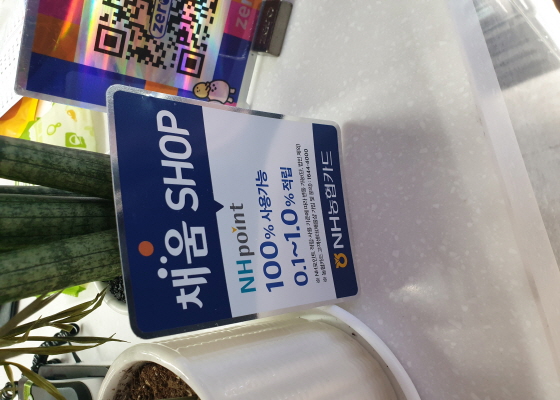 zero
채움 SHOP
NHpoint
100% 사용가능
0.1~1.0% 적립
NH농협카드